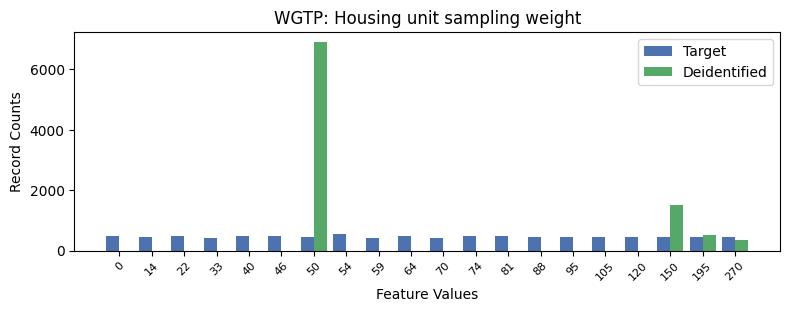 WGTP: Housing unit sampling weight
Target
Deidentified
Record Counts
6000
4000
2000
0
0 14 22 33 40 46 50 54 59 64 70 74 81 88 95 105 120 150 195 270
Feature Values